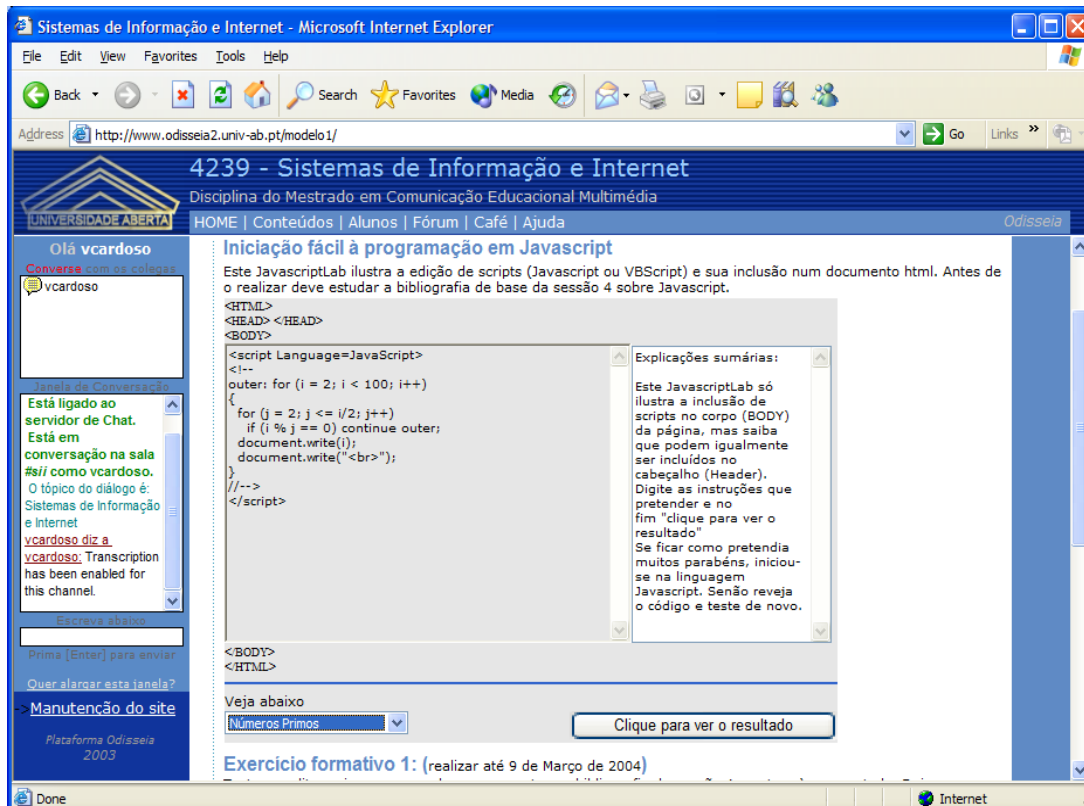 Sistemas de Informação e Internet - Microsoft Internet Explorer
File Edit View Favorites Tools Help
Back Search Favorites Media
Address http://www.odisseia2.univ-ab.pt/modelo1/ Go Links »
4239 - Sistemas de Informação e Internet
Disciplina do Mestrado em Comunicação Educacional Multimédia
UNIVERSIDADE ABERTA
HOME | Conteúdos | Alunos | Fórum | Café | Ajuda Odisseia
Olá vcardoso
Converse com os colegas
vcardoso
Janela de Conversação
Está ligado ao
servidor de Chat.
Está em
conversação na sala
#sii como vcardoso.
O tópico do diálogo é:
Sistemas de Informação
e Internet
vcardoso diz a
vcardoso: Transcription
has been enabled for
this channel.
Escreva abaixo
Prima [Enter] para enviar
Quer alargar esta janela?
->Manutenção do site
Plataforma Odisseia
2003
Iniciação fácil à programação em Javascript
Este JavascriptLab ilustra a edição de scripts (Javascript ou VBScript) e sua inclusão num documento html. Antes de
o realizar deve estudar a bibliografia de base da sessão 4 sobre Javascript.
<HTML>
<HEAD> </HEAD>
<BODY>
<script Language=JavaScript>
<!--
outer: for (i = 2; i < 100; i++)
{
for (j = 2; j <= i/2; j++)
if (i % j == 0) continue outer;
document.write(i);
document.write("<br>");
}
//-->
</script>
Explicações sumárias:
Este JavascriptLab só
ilustra a inclusão de
scripts no corpo (BODY)
da página, mas saiba
que podem igualmente
ser incluídos no
cabeçalho (Header).
Digite as instruções que
pretender e no
fim "clique para ver o
resultado"
Se ficar como pretendia
muitos parabéns, iniciou-
se na linguagem
Javascript. Senão reveja
o código e teste de novo.
</BODY>
</HTML>
Veja abaixo
Números Primos
Clique para ver o resultado
Exercicio formativo 1: (realizar até 9 de Março de 2004)
Done Internet